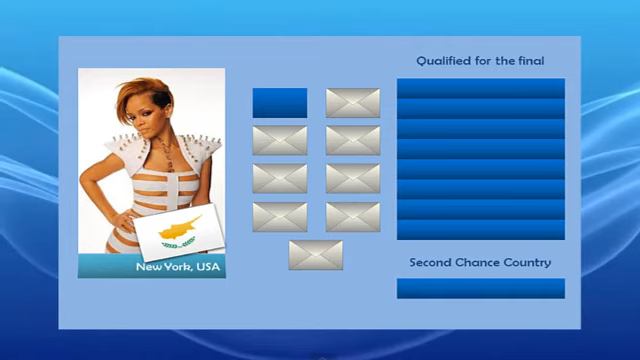 Qualified for the final
New York, USA
Second Chance Country